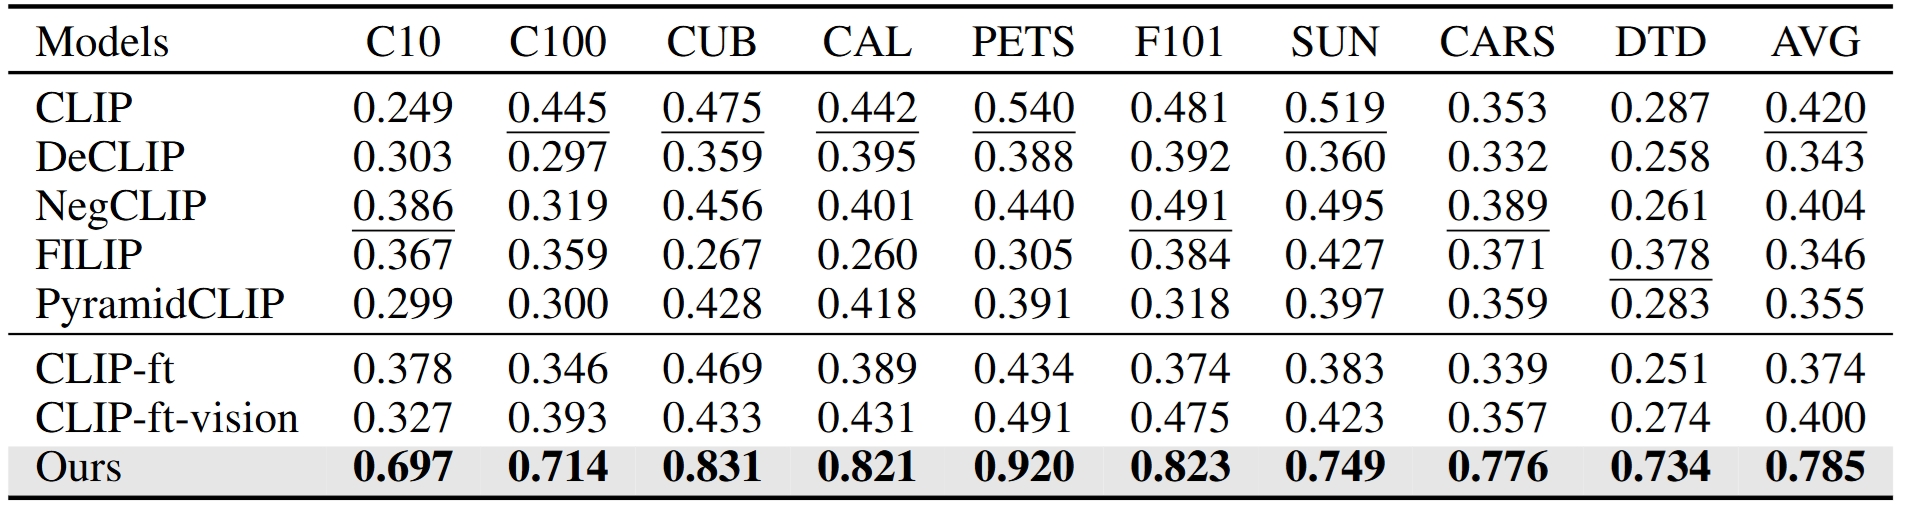 Models C10 C100 CUB CAL PETS F101 SUN CARS DTD AVG
CLIP 0.249 0.445 0.475 0.442 0.540 0.481 0.519 0.353 0.287 0.420
DeCLIP 0.303 0.297 0.359 0.395 0.388 0.392 0.360 0.332 0.258 0.343
NegCLIP 0.386 0.319 0.456 0.401 0.440 0.491 0.495 0.389 0.261 0.404
FILIP 0.367 0.359 0.267 0.260 0.305 0.384 0.427 0.371 0.378 0.346
PyramidCLIP 0.299 0.300 0.428 0.418 0.391 0.318 0.397 0.359 0.283 0.355
CLIP-ft 0.378 0.346 0.469 0.389 0.434 0.374 0.383 0.339 0.251 0.374
CLIP-ft-vision 0.327 0.393 0.433 0.431 0.491 0.475 0.423 0.357 0.274 0.400
Ours 0.697 0.714 0.831 0.821 0.920 0.823 0.749 0.776 0.734 0.785